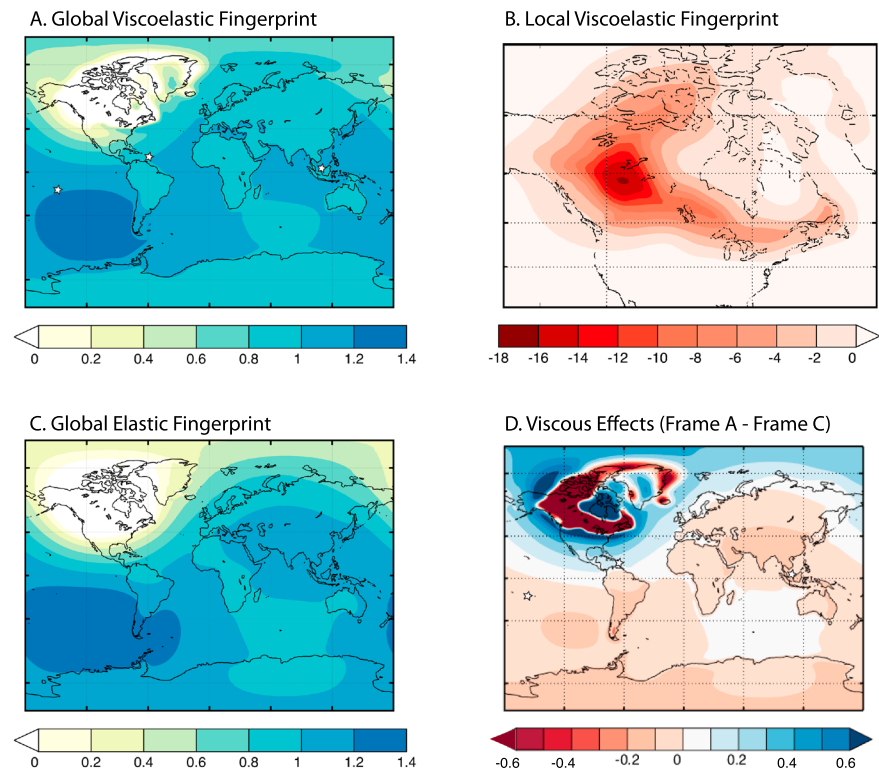 A. Global Viscoelastic Fingerprint
B. Local Viscoelastic Fingerprint
0 0.2 0.4 0.6 0.8 1 1.2 1.4
-18 -16 -14 -12 -10 -8 -6 -4 -2 0
C. Global Elastic Fingerprint
D. Viscous Effects (Frame A - Frame C)
0 0.2 0.4 0.6 0.8 1 1.2 1.4
-0.6 -0.4 -0.2 0 0.2 0.4 0.6